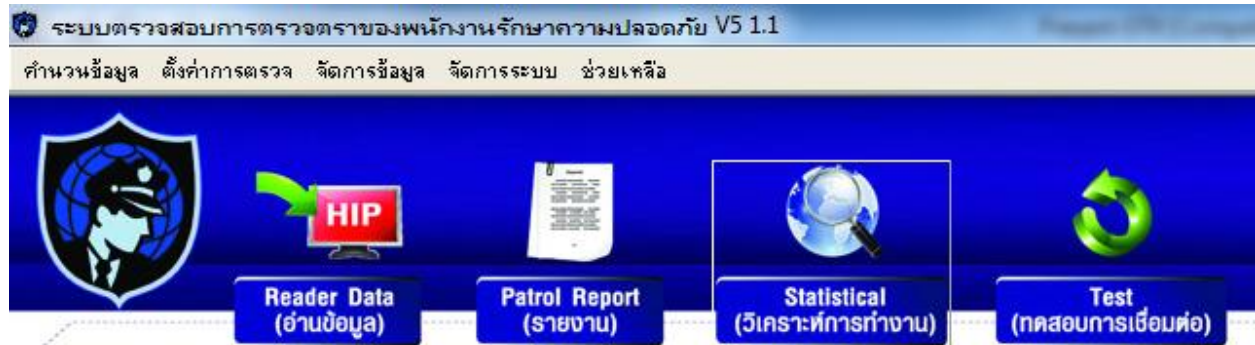 ระบบตรวจสอบการตรวจตราของพนักงานรักษาความปลอดภัย V5 1.1
คำนวนข้อมูล ตั้งค่าการตรวจ จัดการข้อมูล จัดการระบบ ช่วยเหลือ
HIP
Reader Data
(อ่านข้อมูล)
Patrol Report
(รายงาน)
Statistical
(วิเคราะห์การทำงาน)
Test
(ทดสอบการเชื่อมต่อ)